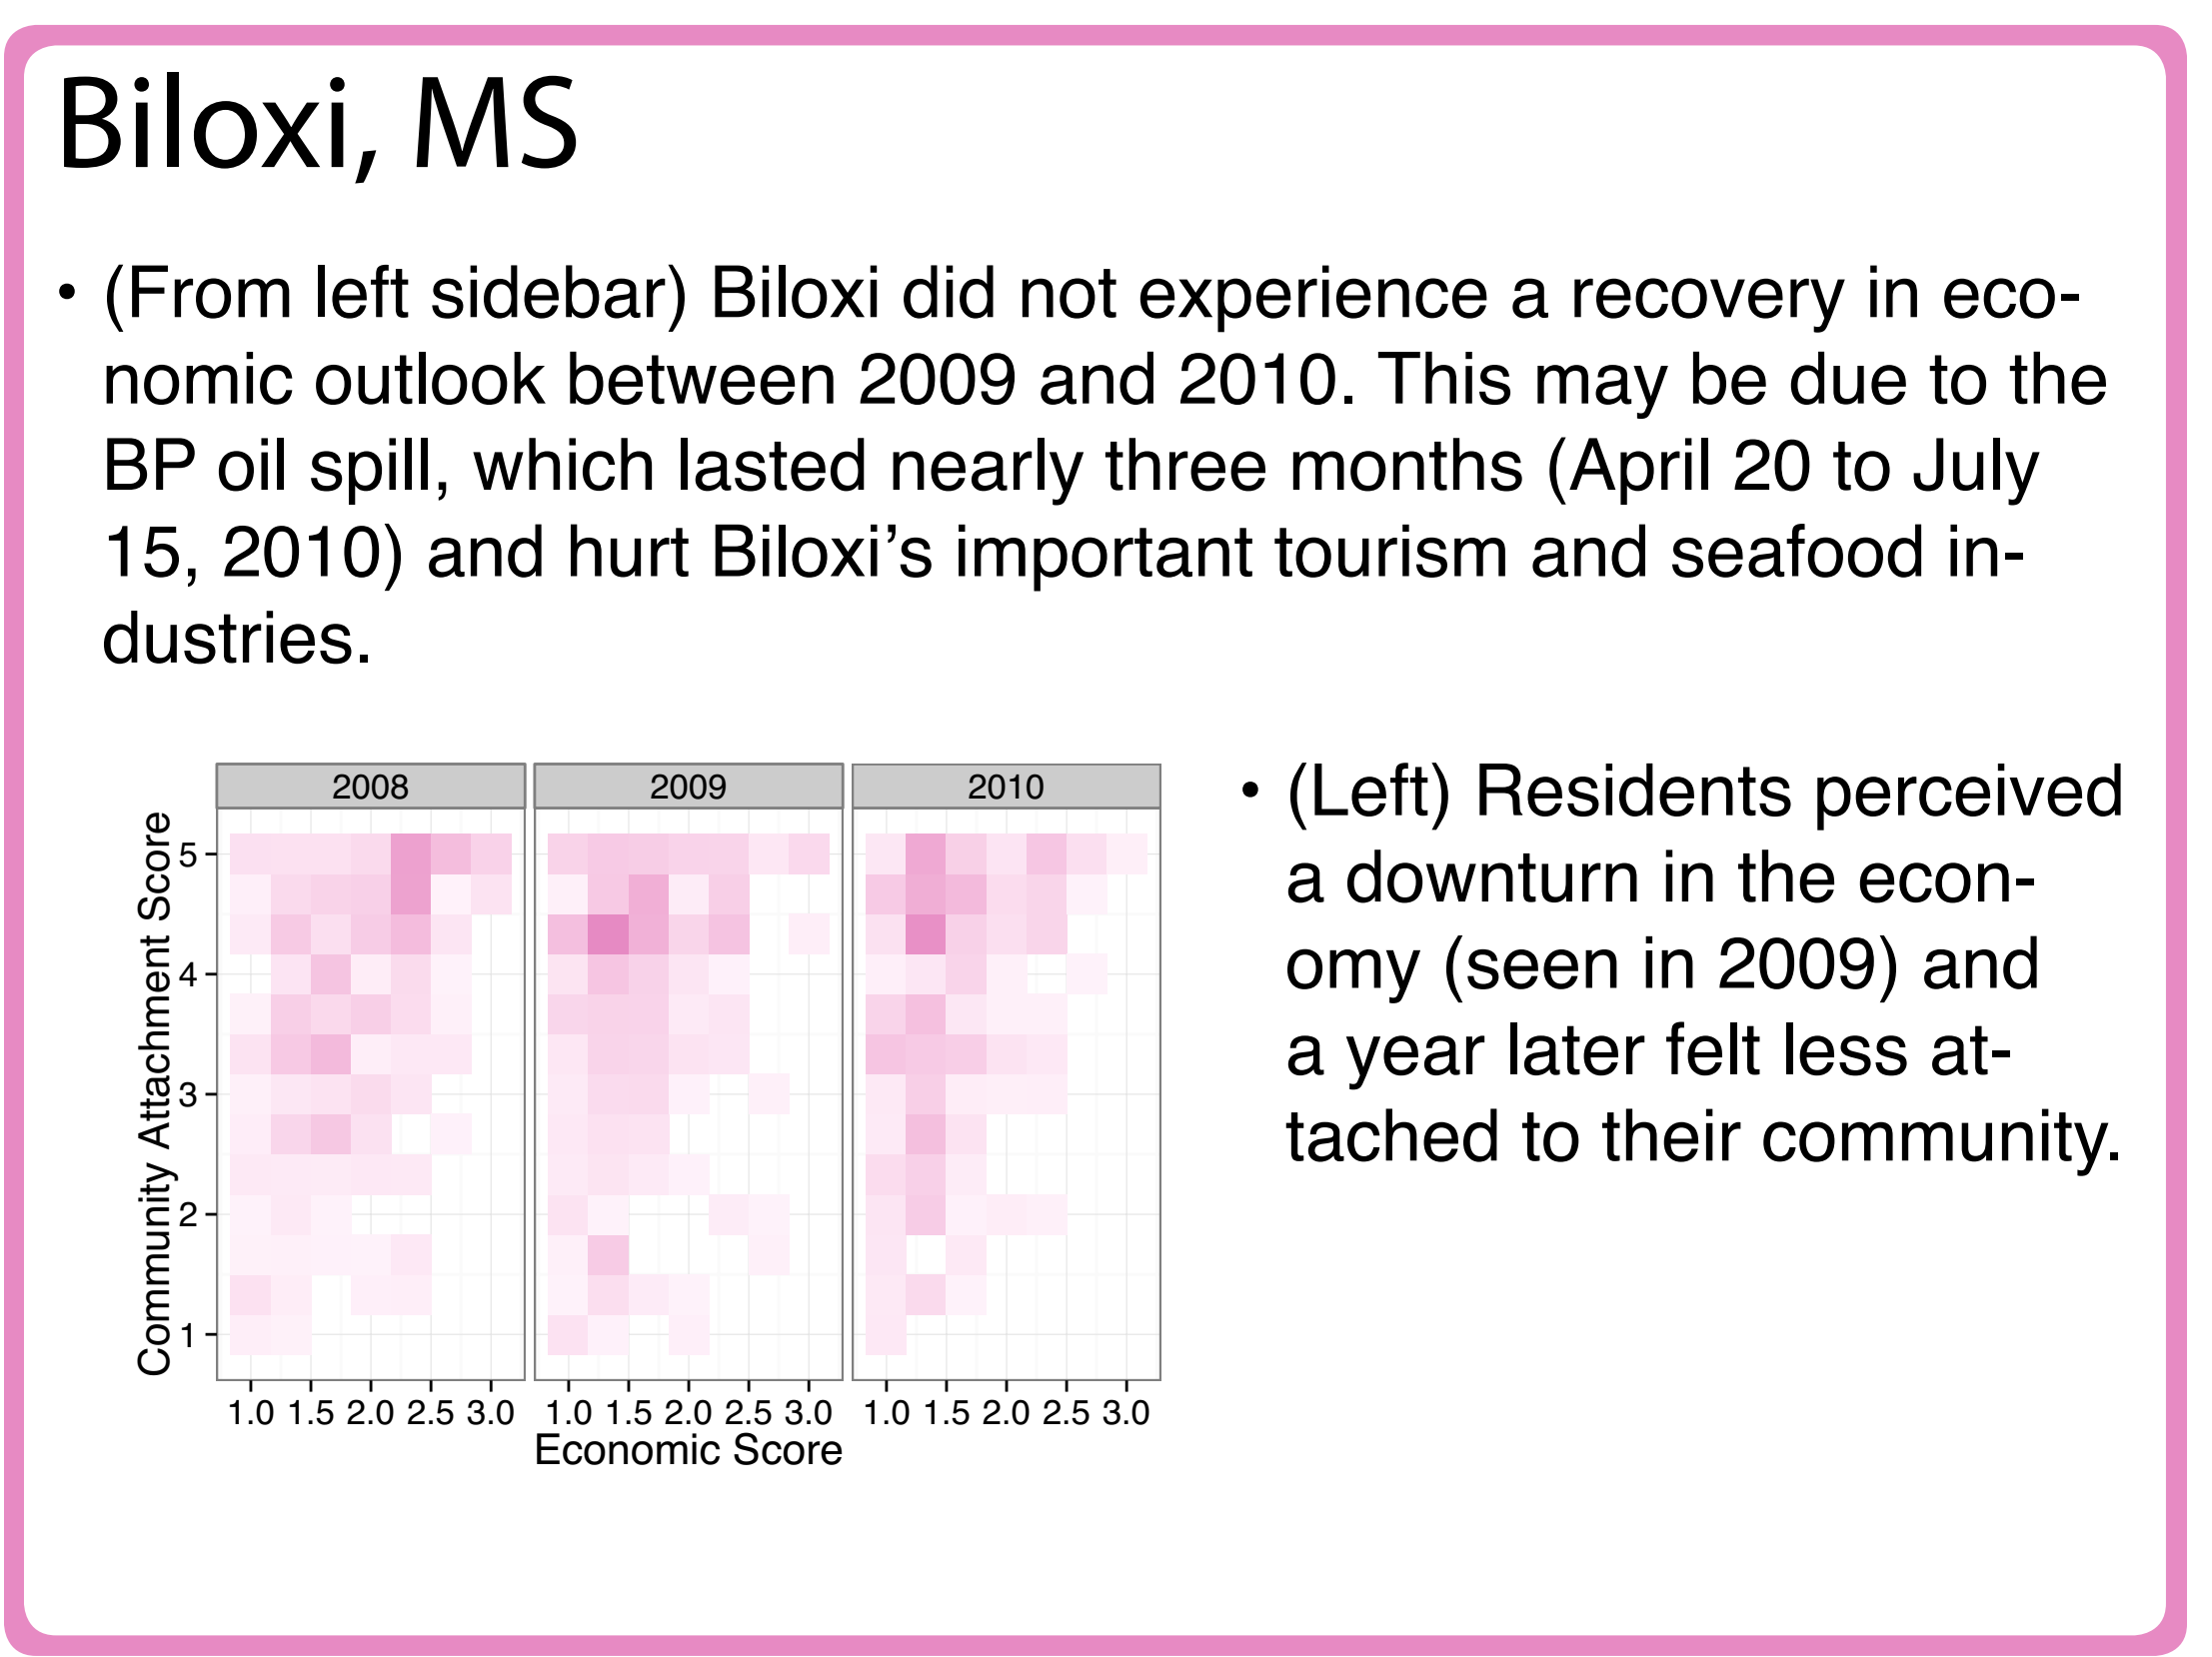 Biloxi, MS
• (From left sidebar) Biloxi did not experience a recovery in eco-
nomic outlook between 2009 and 2010. This may be due to the
BP oil spill, which lasted nearly three months (April 20 to July
15, 2010) and hurt Biloxi’s important tourism and seafood in-
dustries.
2008 2009 2010
Community Attachment Score
5
4
3
2
1
1.0 1.5 2.0 2.5 3.0 1.0 1.5 2.0 2.5 3.0 1.0 1.5 2.0 2.5 3.0
Economic Score
• (Left) Residents perceived
a downturn in the econ-
omy (seen in 2009) and
a year later felt less at-
tached to their community.